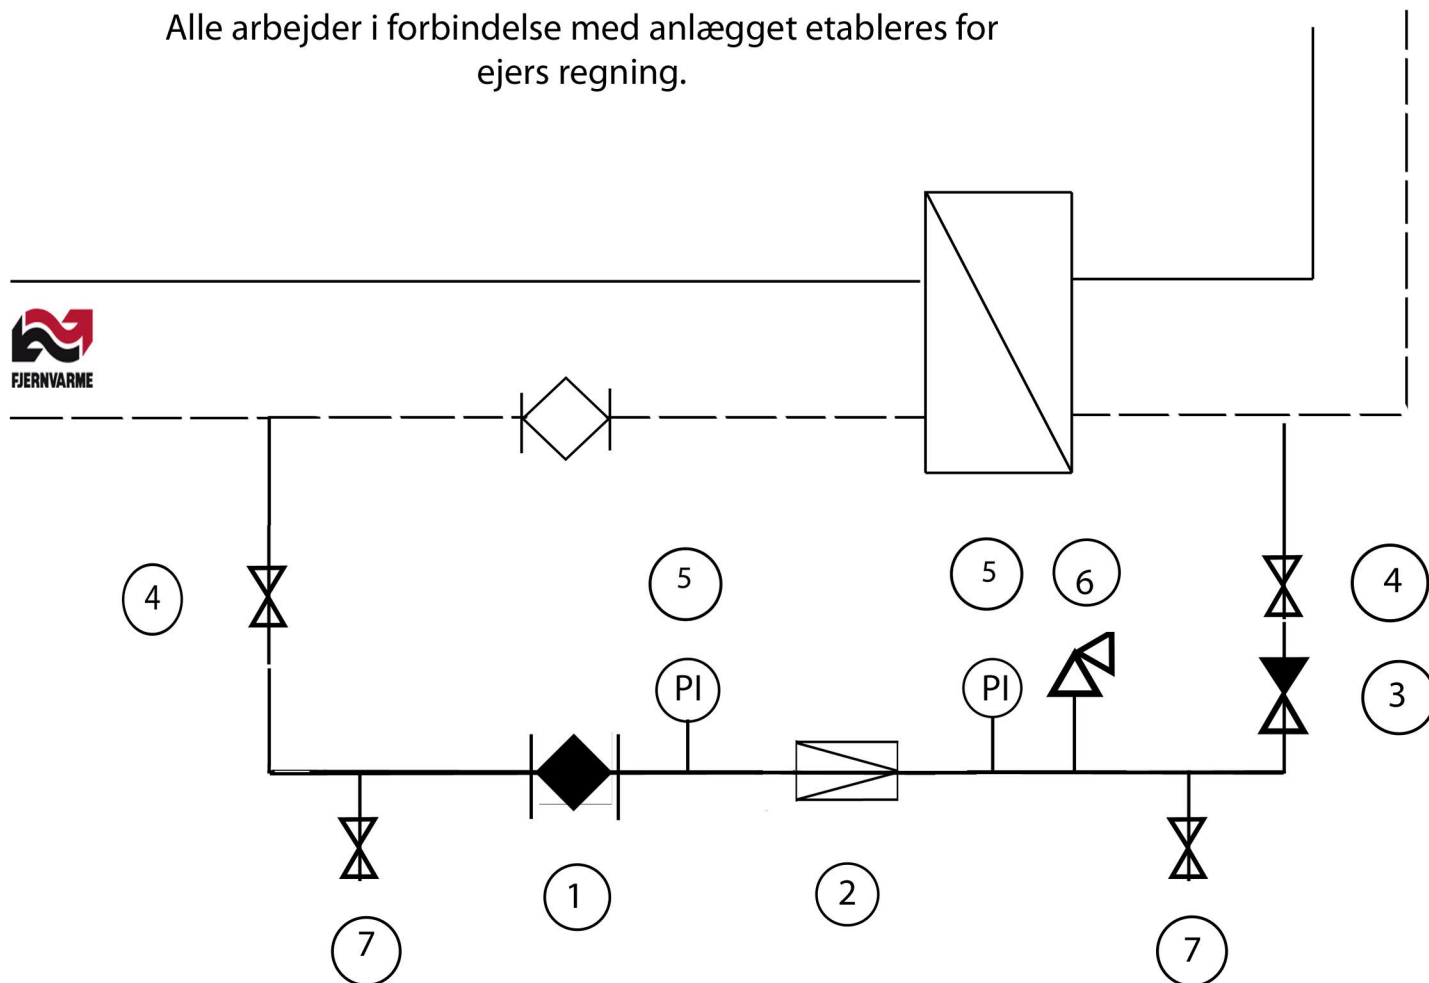 Alle arbejder i forbindelse med anlægget etableres for
ejers regning.
FJERNVARME
5
5
6
4
4
PI
PI
3
1
2
7
7